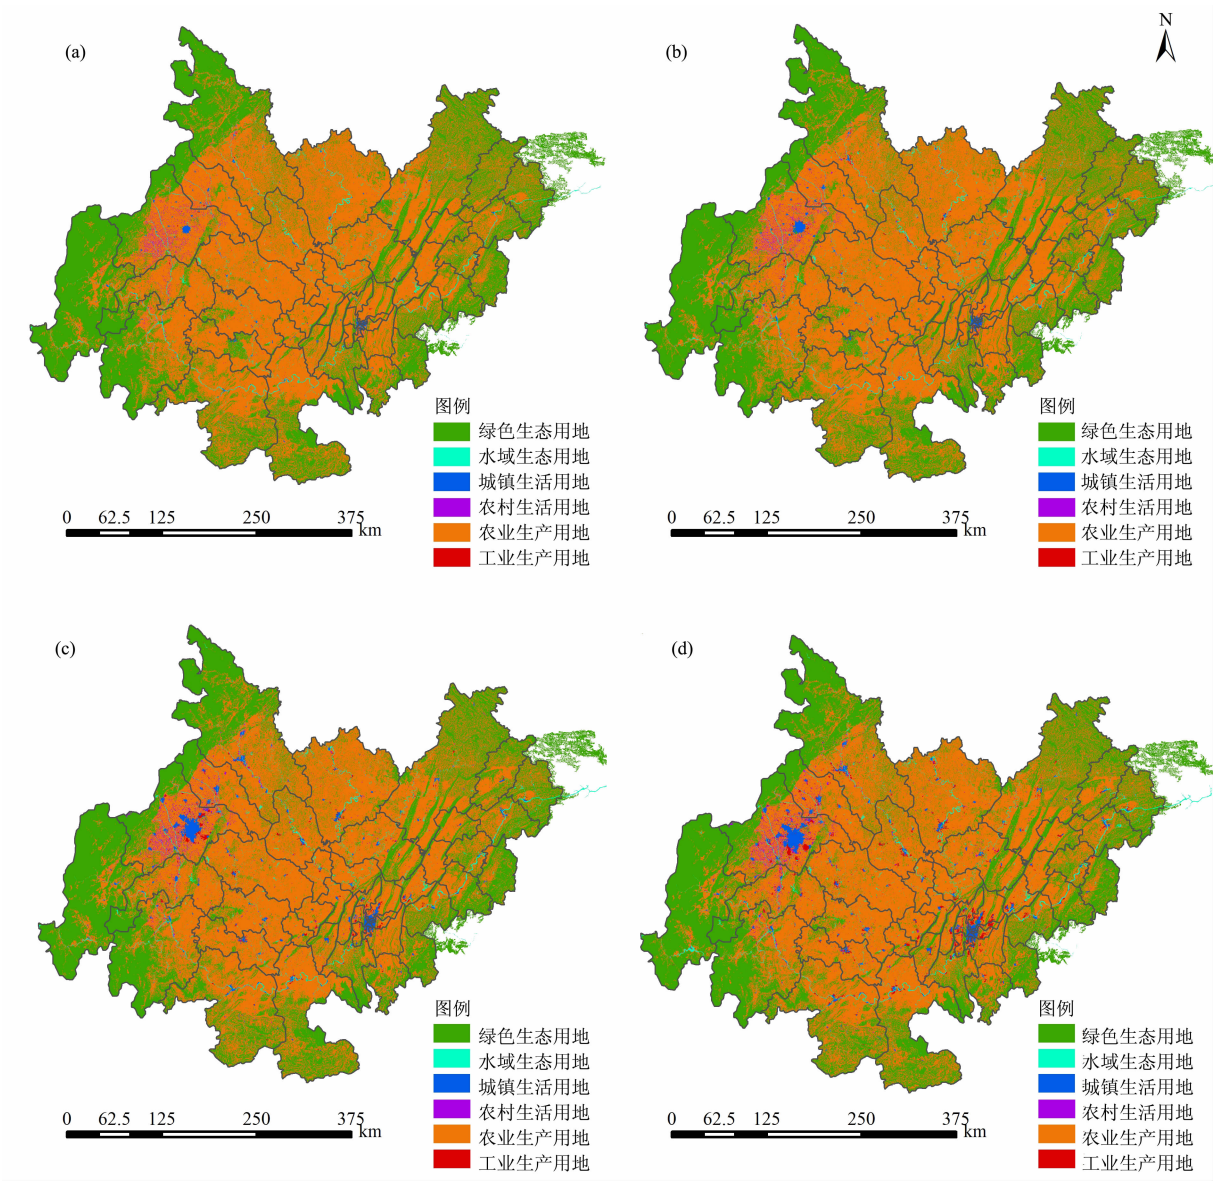 (a)
(b)
N
图例
绿色生态用地
水域生态用地
城镇生活用地
农村生活用地
农业生产用地
工业生产用地
0 62.5 125 250 375 km
图例
绿色生态用地
水域生态用地
城镇生活用地
农村生活用地
农业生产用地
工业生产用地
0 62.5 125 250 375 km
(c)
(d)
图例
绿色生态用地
水域生态用地
城镇生活用地
农村生活用地
农业生产用地
工业生产用地
0 62.5 125 250 375 km
图例
绿色生态用地
水域生态用地
城镇生活用地
农村生活用地
农业生产用地
工业生产用地
0 62.5 125 250 375 km